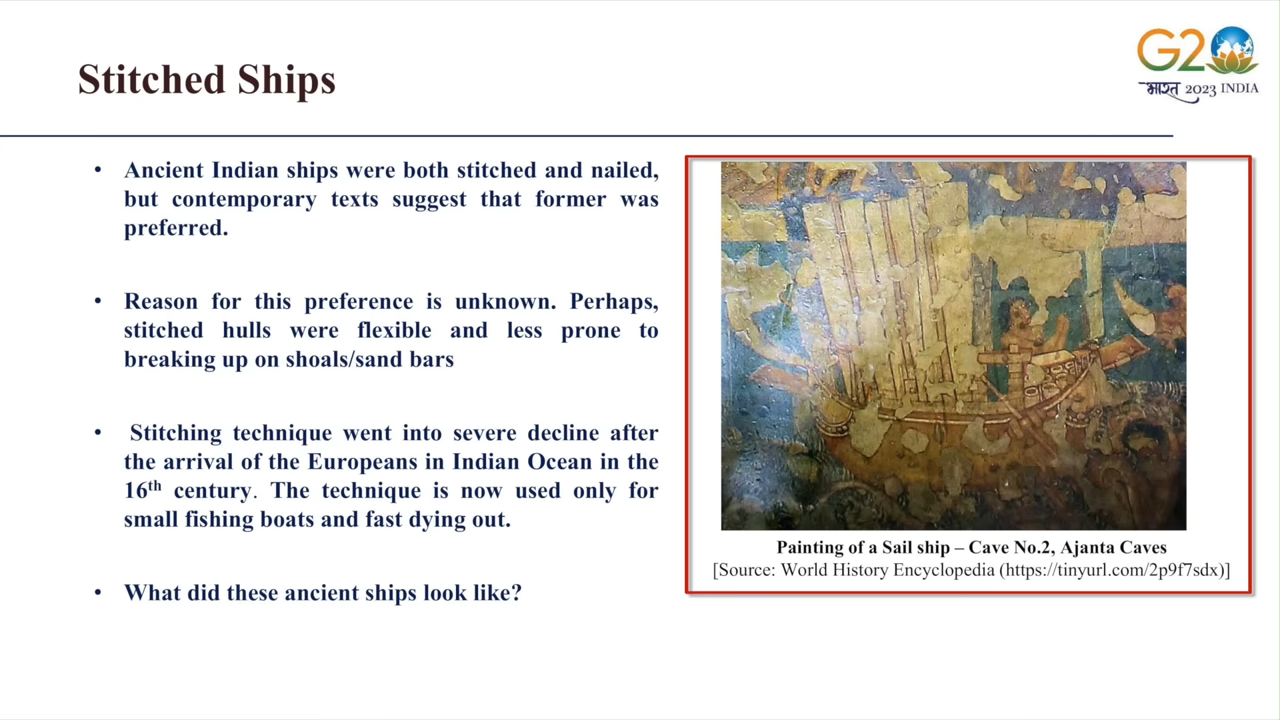 Stitched Ships
G20
भारत 2023 INDIA
• Ancient Indian ships were both stitched and nailed,
but contemporary texts suggest that former was
preferred.
• Reason for this preference is unknown. Perhaps,
stitched hulls were flexible and less prone to
breaking up on shoals/sand bars
• Stitching technique went into severe decline after
the arrival of the Europeans in Indian Ocean in the
16th century. The technique is now used only for
small fishing boats and fast dying out.
• What did these ancient ships look like?
Painting of a Sail ship – Cave No.2, Ajanta Caves
[Source: World History Encyclopedia (https://tinyurl.com/2p9f7sdx)]